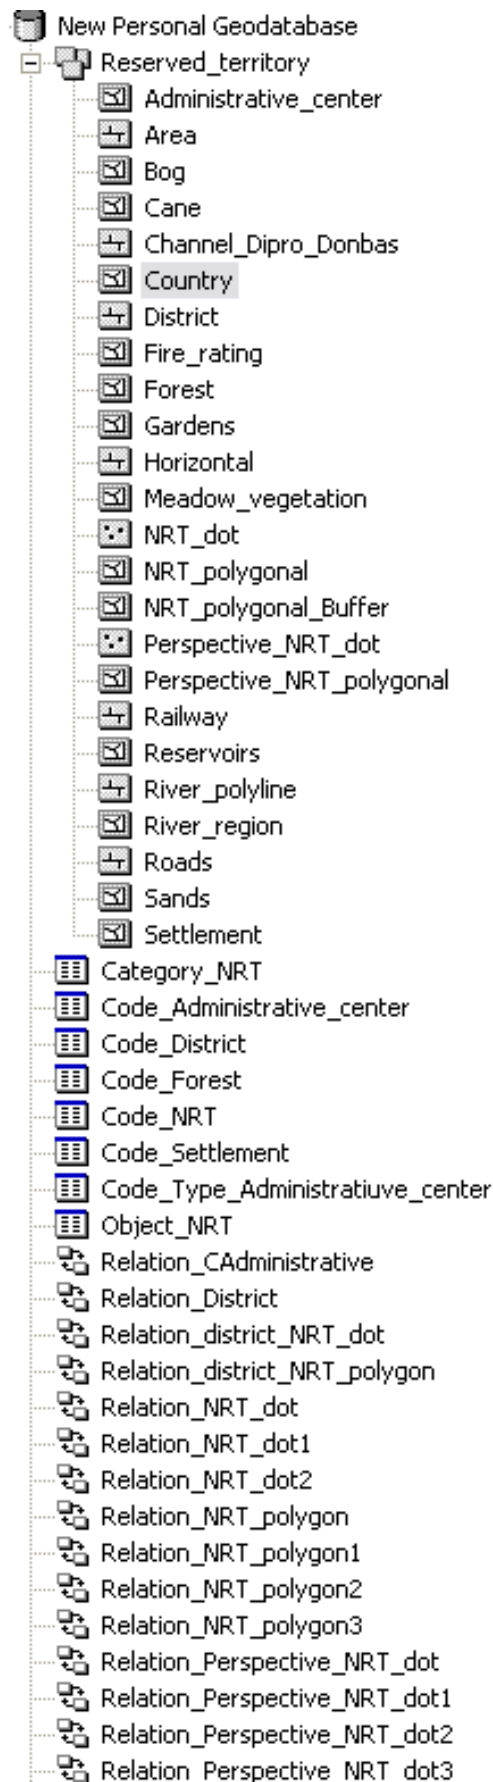 New Personal Geodatabase
Reserved_territory
Administrative_center
Area
Bog
Cane
Channel_Dipro_Donbas
Country
District
Fire_rating
Forest
Gardens
Horizontal
Meadow_vegetation
NRT_dot
NRT_polygonal
NRT_polygonal_Buffer
Perspective_NRT_dot
Perspective_NRT_polygonal
Railway
Reservoirs
River_polyline
River_region
Roads
Sands
Settlement
Category_NRT
Code_Administrative_center
Code_District
Code_Forest
Code_NRT
Code_Settlement
Code_Type_Administratiuve_center
Object_NRT
Relation_CAdministrative
Relation_District
Relation_district_NRT_dot
Relation_district_NRT_polygon
Relation_NRT_dot
Relation_NRT_dot1
Relation_NRT_dot2
Relation_NRT_polygon
Relation_NRT_polygon1
Relation_NRT_polygon2
Relation_NRT_polygon3
Relation_Perspective_NRT_dot
Relation_Perspective_NRT_dot1
Relation_Perspective_NRT_dot2
Relation_Perspective_NRT_dot3